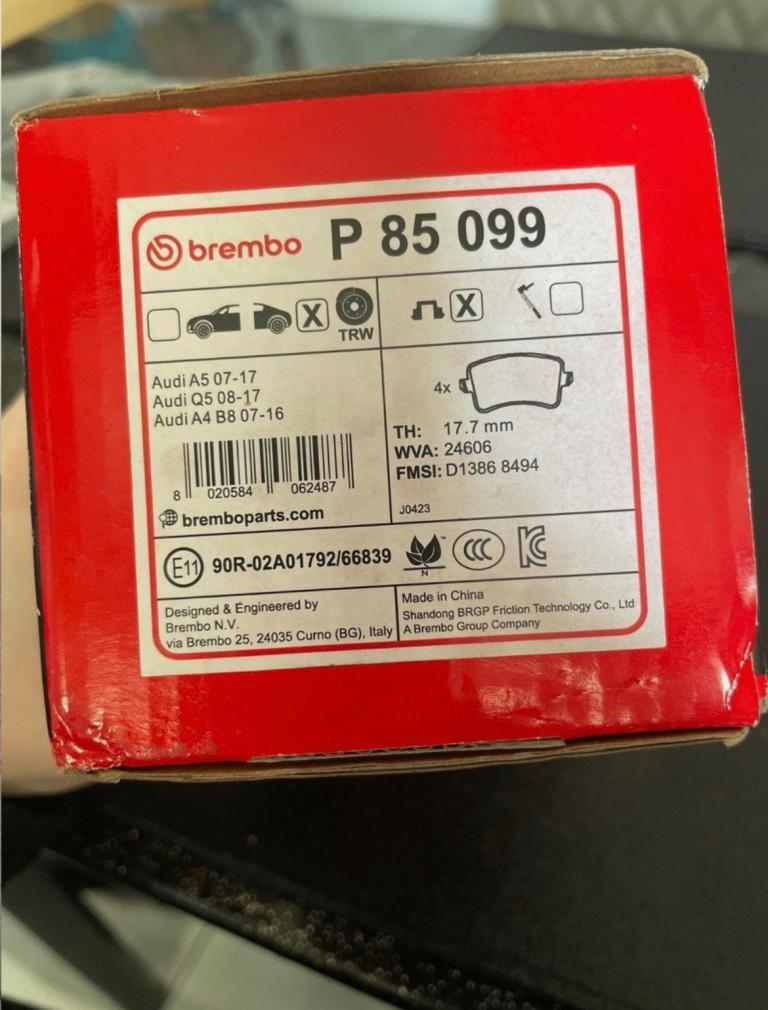 brembo P 85 099
X TRW X
Audi A5 07-17
Audi Q5 08-17
Audi A4 B8 07-16
4x
TH: 17.7 mm
WVA: 24606
FMSI: D1386 8494
8 020584 062487
bremboparts.com
J0423
E11 90R-02A01792/66839 N CCC KC
Designed & Engineered by
Brembo N.V.
via Brembo 25, 24035 Curno (BG), Italy
Made in China
Shandong BRGP Friction Technology Co., Ltd
A Brembo Group Company